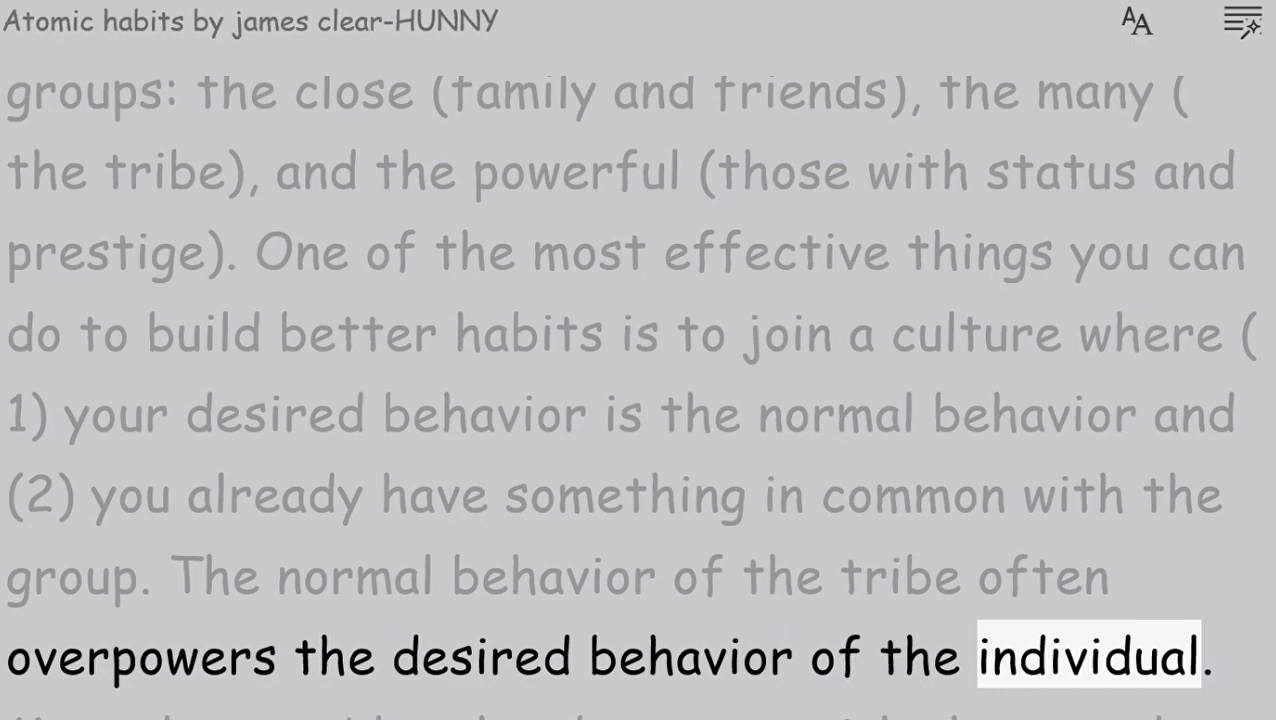 Atomic habits by james clear-HUNNY
AA
groups: the close (family and friends), the many (
the tribe), and the powerful (those with status and
prestige). One of the most effective things you can
do to build better habits is to join a culture where (
1) your desired behavior is the normal behavior and
(2) you already have something in common with the
group. The normal behavior of the tribe often
overpowers the desired behavior of the individual.